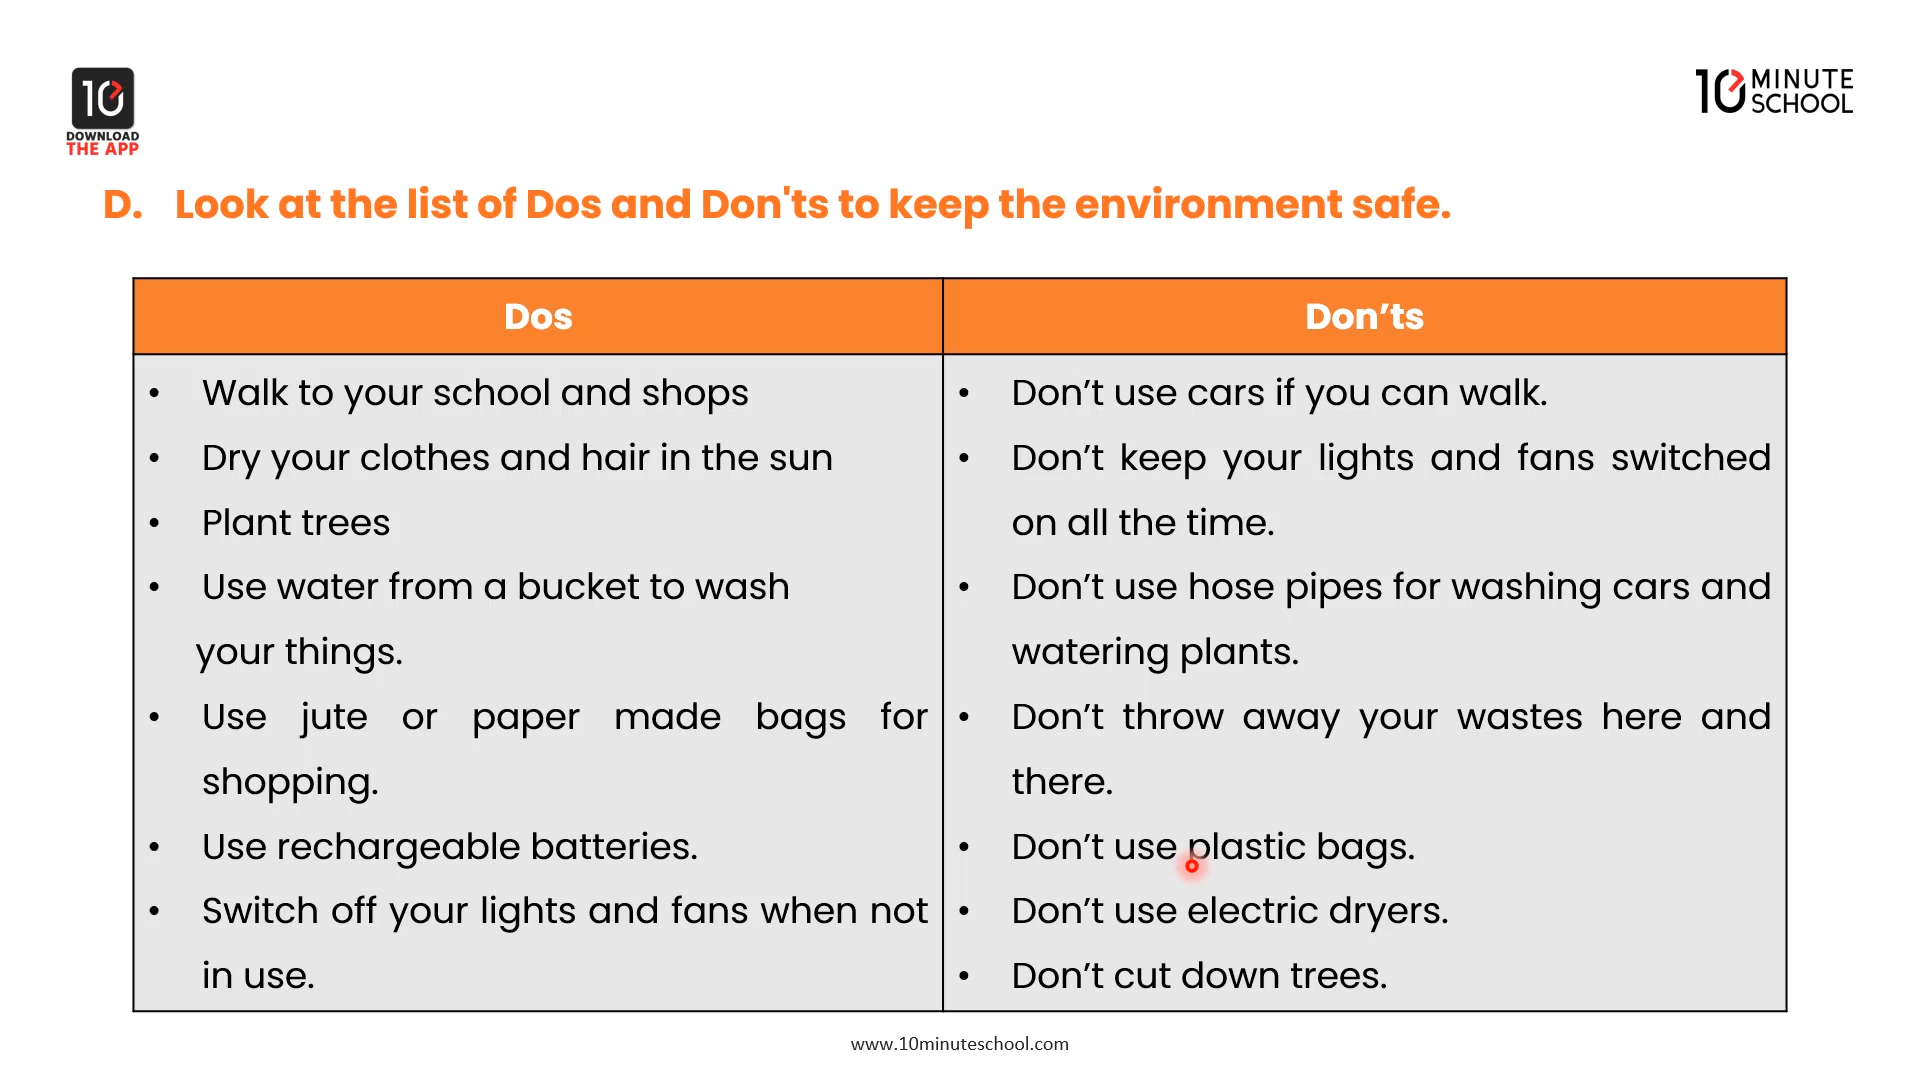 10
DOWNLOAD
THE APP
10 MINUTE
SCHOOL
D. Look at the list of Dos and Don'ts to keep the environment safe.
Dos
• Walk to your school and shops
• Dry your clothes and hair in the sun
• Plant trees
• Use water from a bucket to wash
your things.
• Use jute or paper made bags for
shopping.
• Use rechargeable batteries.
• Switch off your lights and fans when not
in use.
Don’ts
• Don’t use cars if you can walk.
• Don’t keep your lights and fans switched
on all the time.
• Don’t use hose pipes for washing cars and
watering plants.
• Don’t throw away your wastes here and
there.
• Don’t use plastic bags.
• Don’t use electric dryers.
• Don’t cut down trees.
www.10minuteschool.com